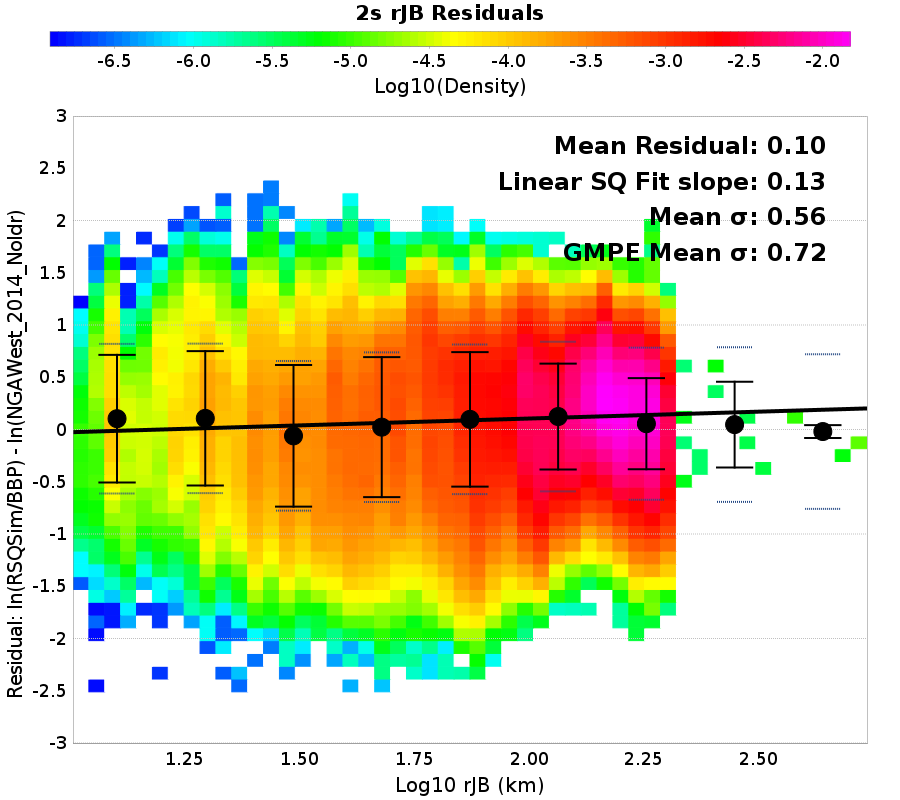 2s rJB Residuals
-6.5 -6.0 -5.5 -5.0 -4.5 -4.0 -3.5 -3.0 -2.5 -2.0
Log10(Density)
Mean Residual: 0.10
Linear SQ Fit slope: 0.13
Mean σ: 0.56
GMPE Mean σ: 0.72
Residual: ln(RSQSim/BBP) - ln(NGAWest_2014_NoIdr)
3
2.5
2
1.5
1
0.5
0
-0.5
-1
-1.5
-2
-2.5
-3
1.25 1.50 1.75 2.00 2.25 2.50
Log10 rJB (km)